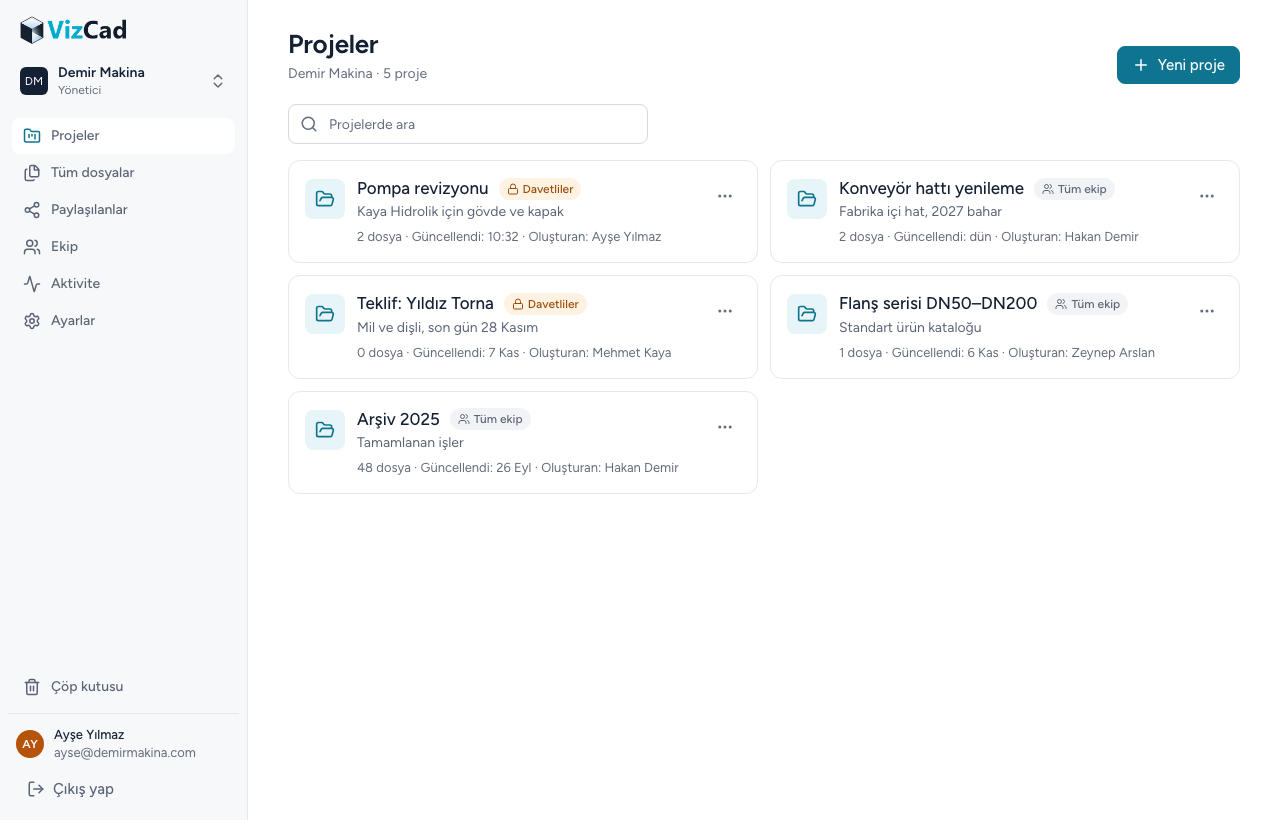 VizCad
DM
Demir Makina
Yönetici
Projeler
Tüm dosyalar
Paylaşılanlar
Ekip
Aktivite
Ayarlar
Çöp kutusu
AY
Ayşe Yılmaz
ayse@demirmakina.com
Çıkış yap
Projeler
Demir Makina · 5 proje
Yeni proje
Projelerde ara
Pompa revizyonu Davetliler
Kaya Hidrolik için gövde ve kapak
2 dosya · Güncellendi: 10:32 · Oluşturan: Ayşe Yılmaz
Konveyör hattı yenileme Tüm ekip
Fabrika içi hat, 2027 bahar
2 dosya · Güncellendi: dün · Oluşturan: Hakan Demir
Teklif: Yıldız Torna Davetliler
Mil ve dişli, son gün 28 Kasım
0 dosya · Güncellendi: 7 Kas · Oluşturan: Mehmet Kaya
Flanş serisi DN50–DN200 Tüm ekip
Standart ürün kataloğu
1 dosya · Güncellendi: 6 Kas · Oluşturan: Zeynep Arslan
Arşiv 2025 Tüm ekip
Tamamlanan işler
48 dosya · Güncellendi: 26 Eyl · Oluşturan: Hakan Demir